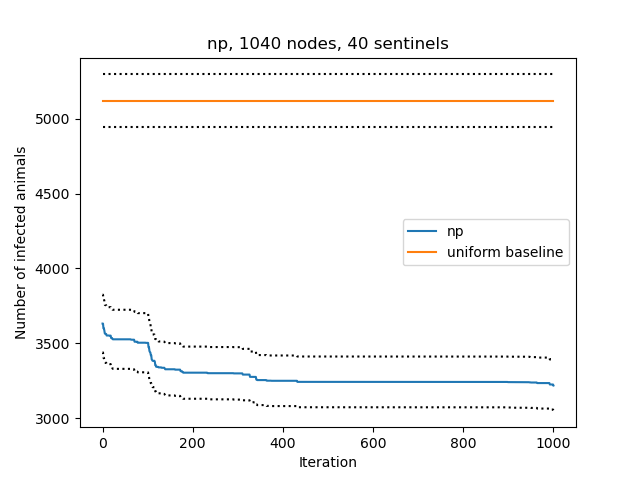 np, 1040 nodes, 40 sentinels
Number of infected animals
5000
4500
4000
3500
3000
np
uniform baseline
0
200
400
600
800
1000
Iteration